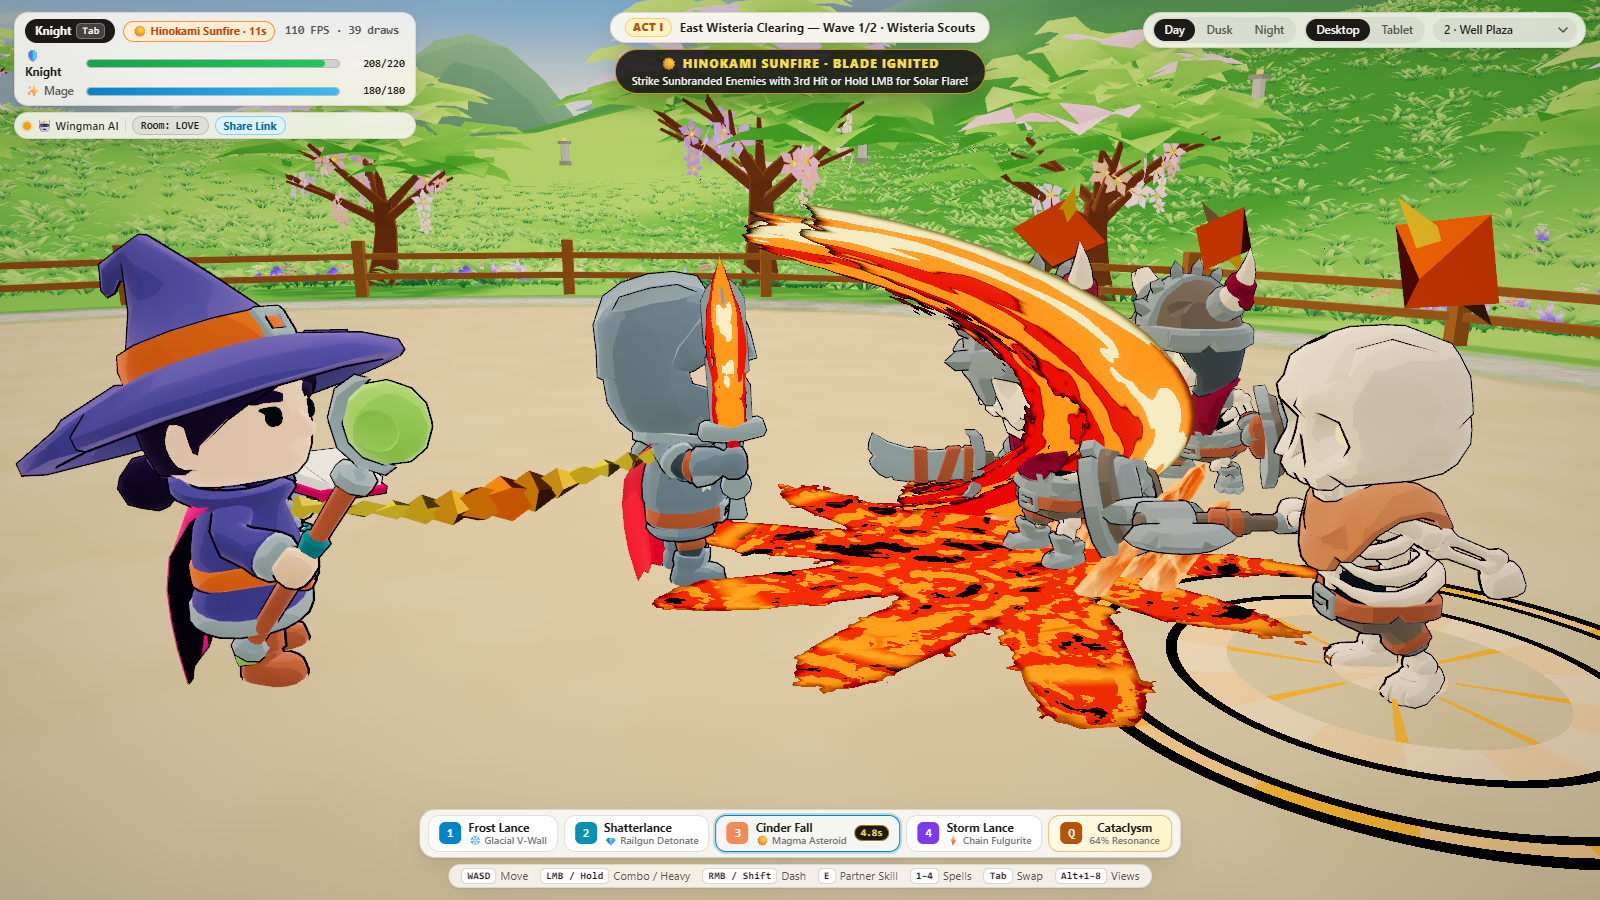 Knight Tab
Hinokami Sunfire · 11s
110 FPS · 39 draws
Knight 208/220
Mage 180/180
Wingman AI
Room: LOVE
Share Link
ACT I East Wisteria Clearing — Wave 1/2 · Wisteria Scouts
HINOKAMI SUNFIRE - BLADE IGNITED
Strike Sunbranded Enemies with 3rd Hit or Hold LMB for Solar Flare!
Day Dusk Night
Desktop Tablet
2 · Well Plaza
1 Frost Lance
Glacial V-Wall
2 Shatterlance
Railgun Detonate
3 Cinder Fall
Magma Asteroid
4.8s
4 Storm Lance
Chain Fulgurite
Q Cataclysm
64% Resonance
WASD Move LMB / Hold Combo / Heavy RMB / Shift Dash E Partner Skill 1–4 Spells Tab Swap Alt+1–8 Views